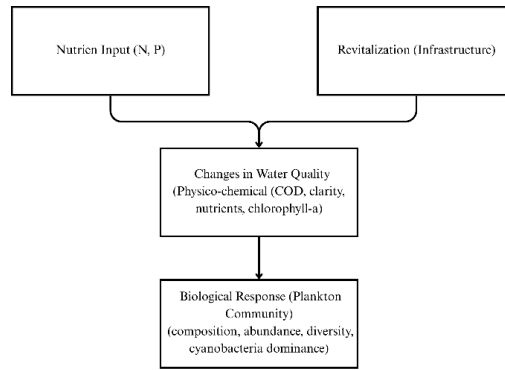 Nutrien Input (N, P)
Revitalization (Infrastructure)
Changes in Water Quality
(Physico-chemical (COD, clarity,
nutrients, chlorophyll-a)
Biological Response (Plankton
Community)
(composition, abundance, diversity,
cyanobacteria dominance)